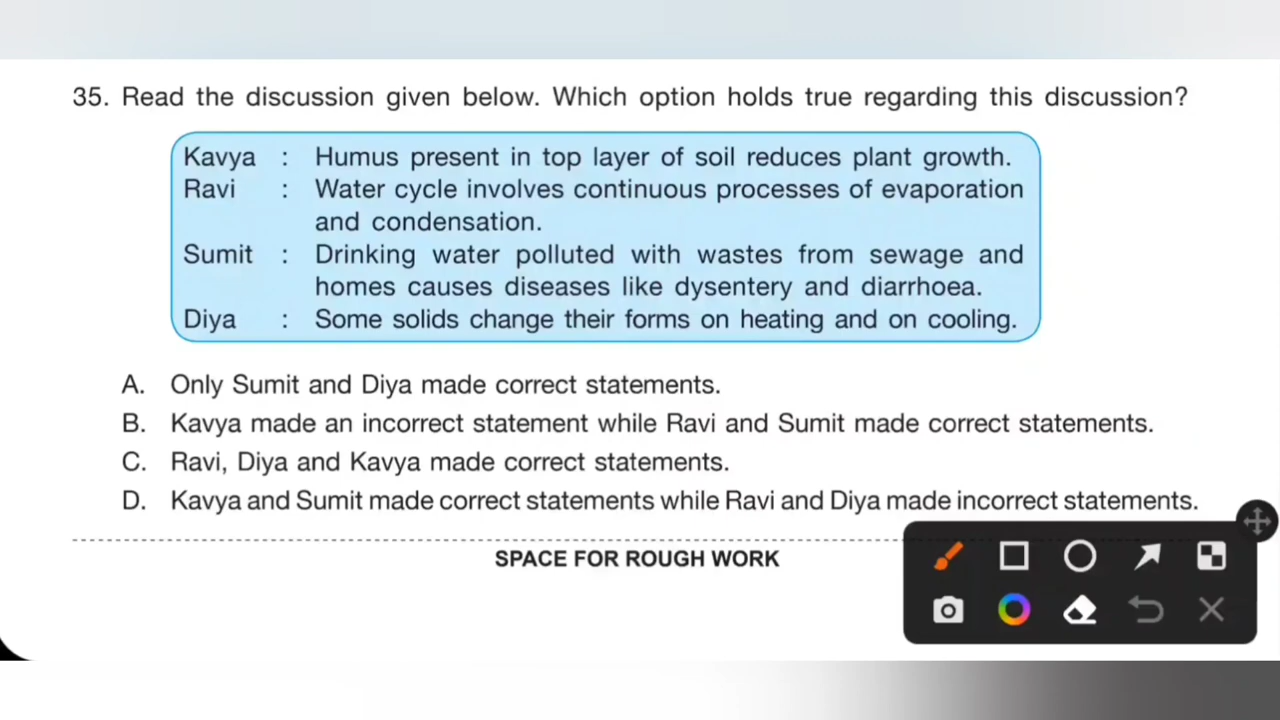 35. Read the discussion given below. Which option holds true regarding this discussion?
Kavya : Humus present in top layer of soil reduces plant growth.
Ravi : Water cycle involves continuous processes of evaporation
and condensation.
Sumit : Drinking water polluted with wastes from sewage and
homes causes diseases like dysentery and diarrhoea.
Diya : Some solids change their forms on heating and on cooling.
A. Only Sumit and Diya made correct statements.
B. Kavya made an incorrect statement while Ravi and Sumit made correct statements.
C. Ravi, Diya and Kavya made correct statements.
D. Kavya and Sumit made correct statements while Ravi and Diya made incorrect statements.
SPACE FOR ROUGH WORK